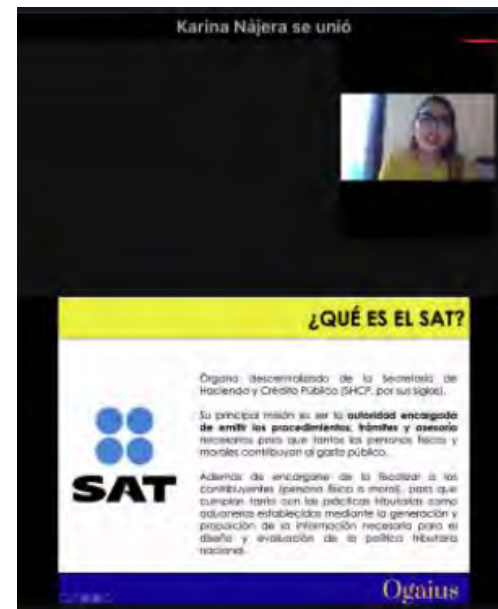 Karina Nájera se unió
¿QUÉ ES EL SAT?
Órgano descentralizado de la Secretaría de
Hacienda y Crédito Público (SHCP, por sus siglas).
Su principal misión es ser la autoridad encargada
de emitir los procedimientos, trámites y asesoría
necesarios para que tantos las personas físicas y
morales contribuyan al gasto público.
Además de encargarse de la fiscalizar a los
contribuyentes (persona física o moral), para que
cumplan tanto con las prácticas tributarias como
aduaneras establecidas mediante la generación y
proporción de la información necesaria para el
diseño y evaluación de la política tributaria
nacional.
SAT
Ogaius